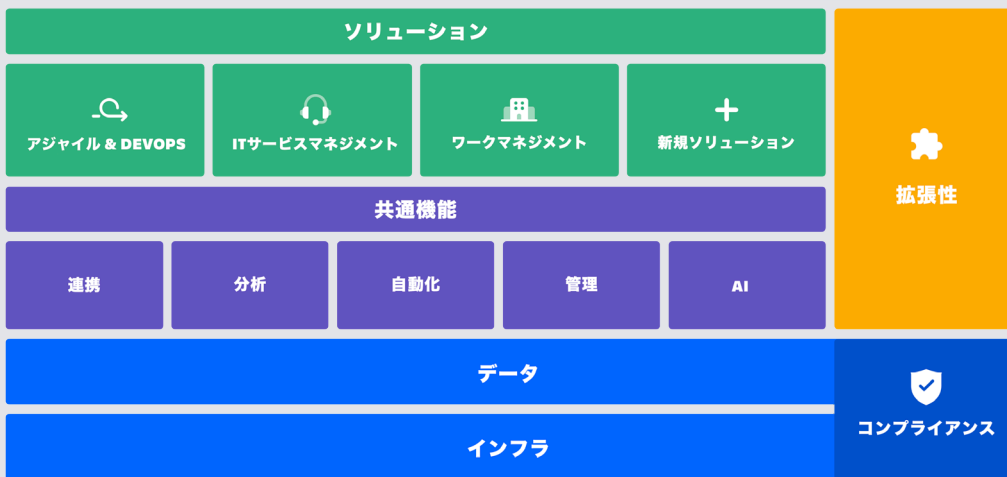 ソリューション
アジャイル & DEVOPS
ITサービスマネジメント
ワークマネジメント
新規ソリューション
拡張性
共通機能
連携
分析
自動化
管理
AI
データ
コンプライアンス
インフラ